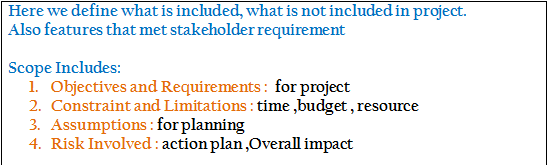 Here we define what is included, what is not included in project.
Also features that met stakeholder requirement
Scope Includes:
1. Objectives and Requirements : for project
2. Constraint and Limitations : time ,budget , resource
3. Assumptions : for planning
4. Risk Involved : action plan ,Overall impact